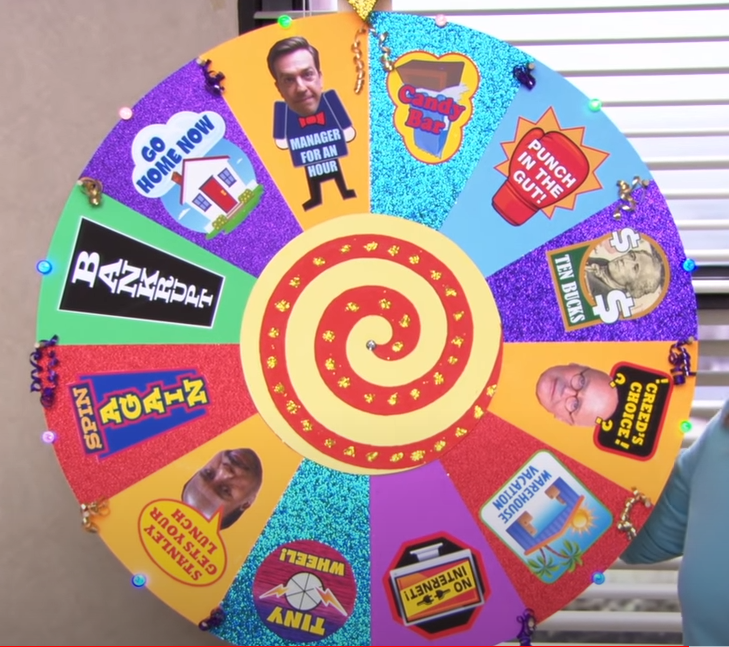 Candy
Bar
PUNCH
IN THE
GUT!
TEN BUCKS
$
$
¿CREED'S
CHOICE!
WAREHOUSE
VACATION
NO
INTERNET!
TINY
WHEEL!
STANLEY
GETS YOUR
LUNCH
SPIN
AGAIN
BANKRUPT
GO
HOME NOW
MANAGER
FOR AN
HOUR